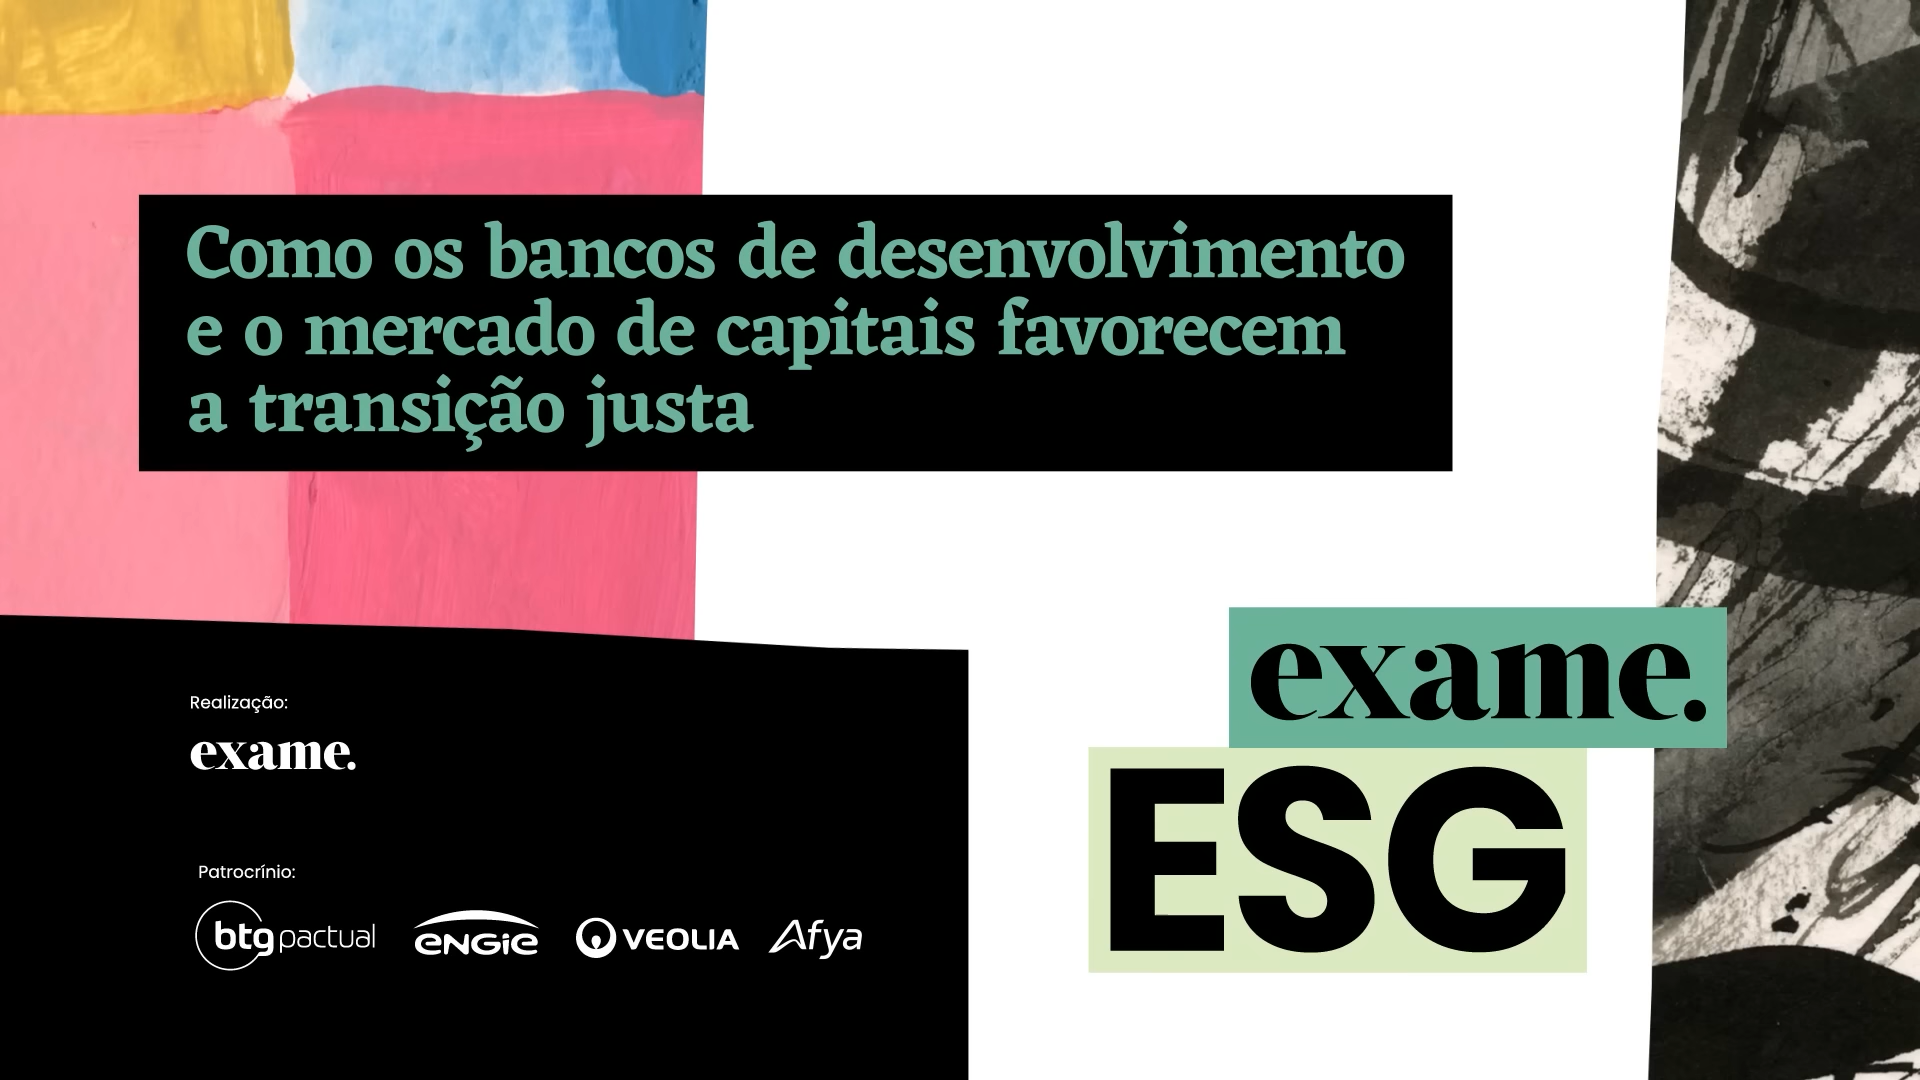 Como os bancos de desenvolvimento
e o mercado de capitais favorecem
a transição justa
Realização:
exame.
Patrocrínio:
btg pactual eNGie VEOLIA Afya
exame.
ESG